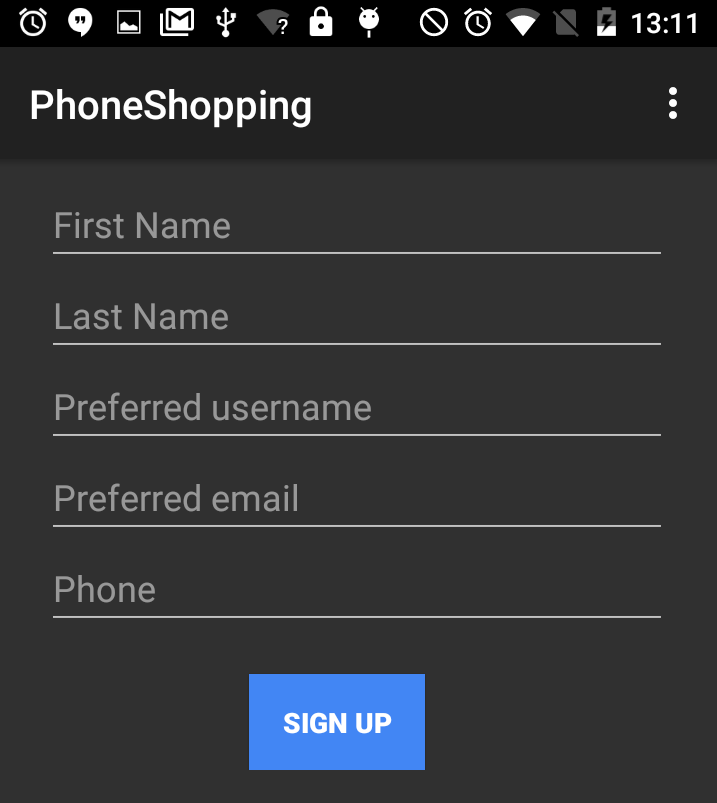 13:11
PhoneShopping
First Name
Last Name
Preferred username
Preferred email
Phone
SIGN UP